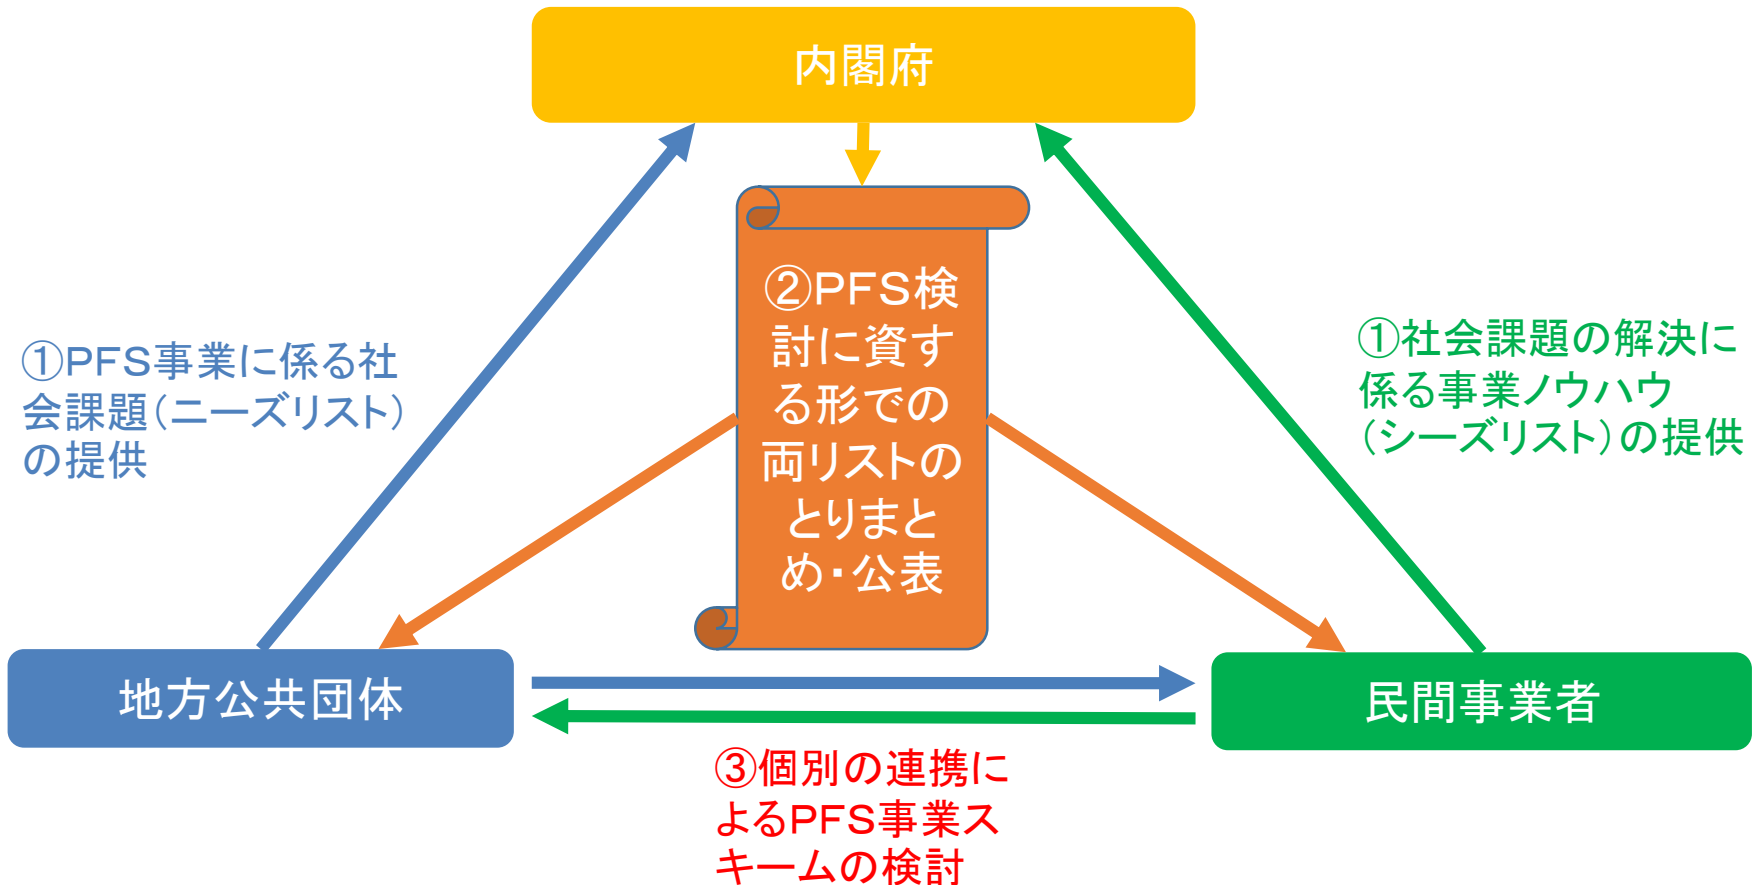 内閣府
②ＰＦＳ検
討に資す
る形での
両リストの
とりまと
め・公表
①ＰＦＳ事業に係る社
会課題（ニーズリスト）
の提供
①社会課題の解決に
係る事業ノウハウ
（シーズリスト）の提供
地方公共団体
民間事業者
③個別の連携に
よるＰＦＳ事業ス
キームの検討